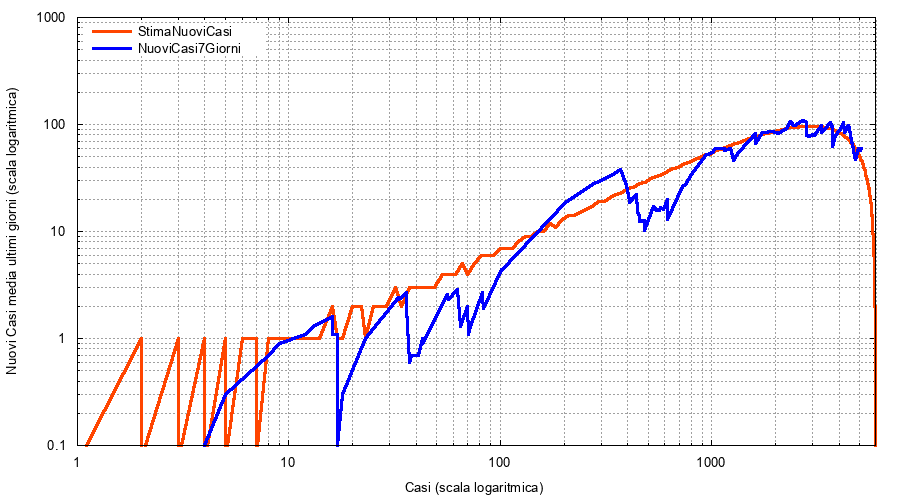 1000
StimaNuoviCasi
NuoviCasi7Giorni
100
10
1
0.1
1
10
100
1000
Nuovi Casi media ultimi giorni (scala logaritmica)
Casi (scala logaritmica)